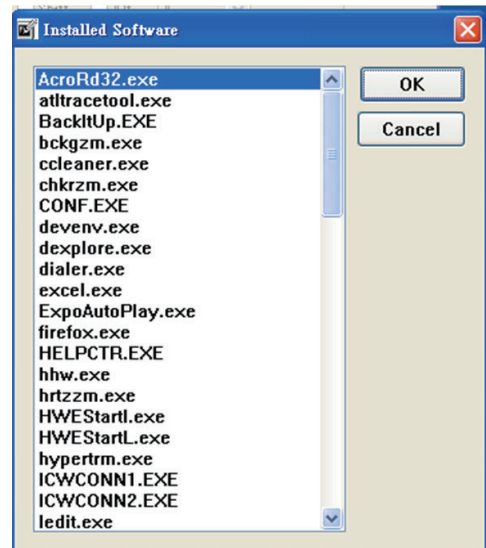 Installed Software
AcroRd32.exe
OK
atltracetool.exe
BackItUp.EXE
Cancel
bckgzm.exe
ccleaner.exe
chkrzm.exe
CONF.EXE
devenv.exe
dexplore.exe
dialer.exe
excel.exe
ExpoAutoPlay.exe
firefox.exe
HELPCTR.EXE
hhw.exe
hrtzzm.exe
HWEStartI.exe
HWEStartL.exe
hypertrm.exe
ICWCONN1.EXE
ICWCONN2.EXE
ledit.exe